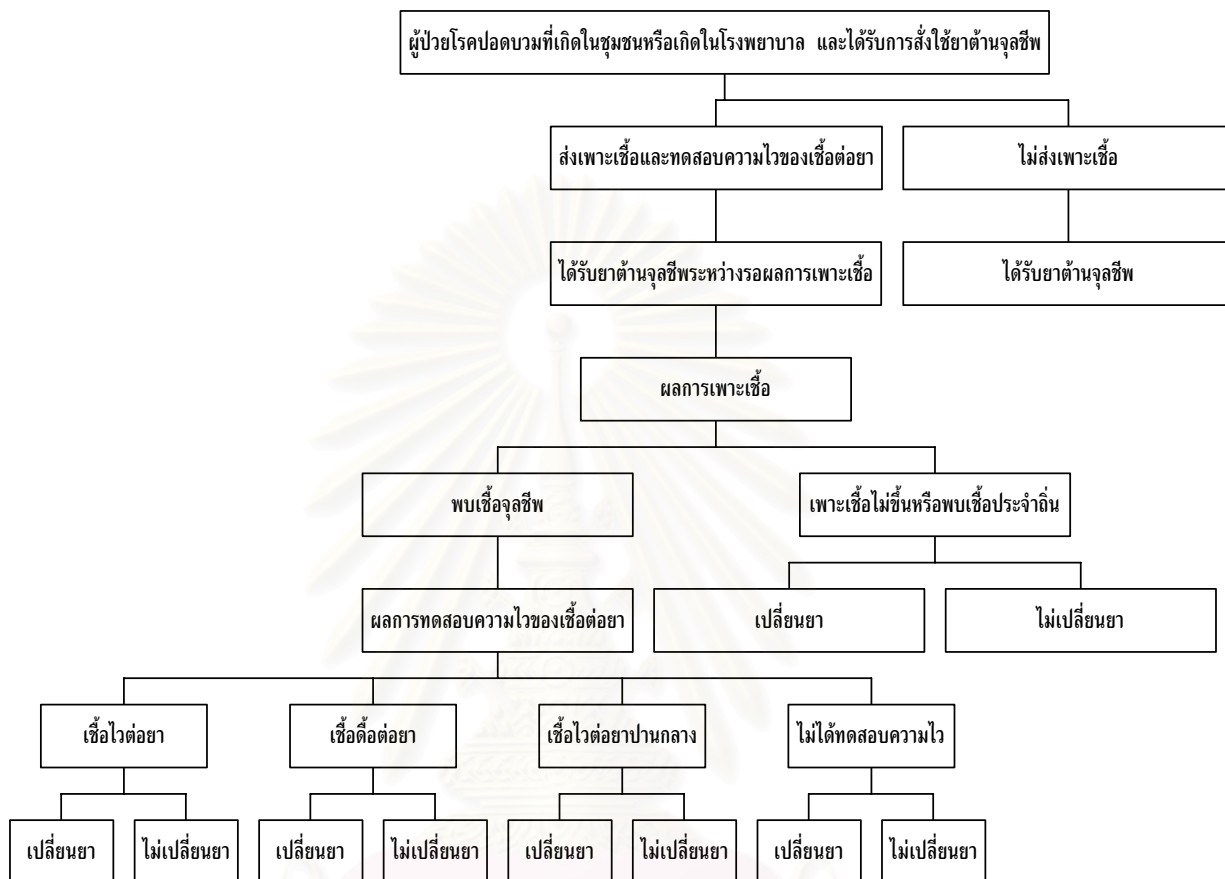 ผู้ป่วยโรคปอดบวมที่เกิดในชุมชนหรือเกิดในโรงพยาบาล และได้รับการสั่งใช้ยาต้านจุลชีพ
ส่งเพาะเชื้อและทดสอบความไวของเชื้อต่อยา
ไม่ส่งเพาะเชื้อ
ได้รับยาต้านจุลชีพระหว่างรอผลการเพาะเชื้อ
ได้รับยาต้านจุลชีพ
ผลการเพาะเชื้อ
พบเชื้อจุลชีพ
เพาะเชื้อไม่ขึ้นหรือพบเชื้อประจำถิ่น
ผลการทดสอบความไวของเชื้อต่อยา
เปลี่ยนยา
ไม่เปลี่ยนยา
เชื้อไวต่อยา
เชื้อดื้อต่อยา
เชื้อไวต่อยาปานกลาง
ไม่ได้ทดสอบความไว
เปลี่ยนยา
ไม่เปลี่ยนยา
เปลี่ยนยา
ไม่เปลี่ยนยา
เปลี่ยนยา
ไม่เปลี่ยนยา
เปลี่ยนยา
ไม่เปลี่ยนยา